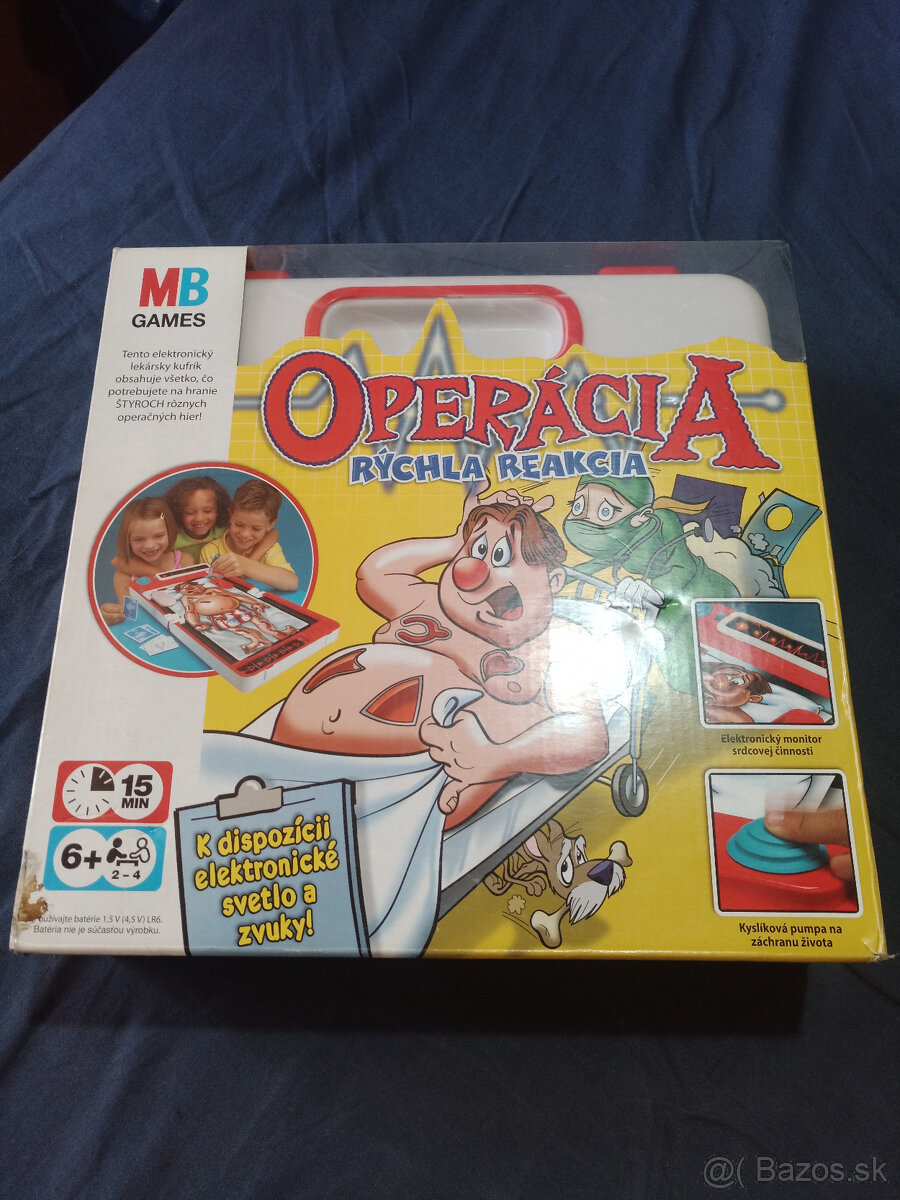 MB
GAMES
Tento elektronický
lekársky kufrík
obsahuje všetko, čo
potrebujete na hranie
ŠTYROCH rôznych
operačných hier!
OPERÁCIA
RÝCHLA REAKCIA
Elektronický monitor
srdcovej činnosti
15
MIN
6+
2 – 4
K dispozícii
elektronické
svetlo a
zvuky!
Kyslíková pumpa na
záchranu života
používajte batérie 1,5 V (4,5 V) LR6.
Batéria nie je súčasťou výrobku.
@( Bazos.sk